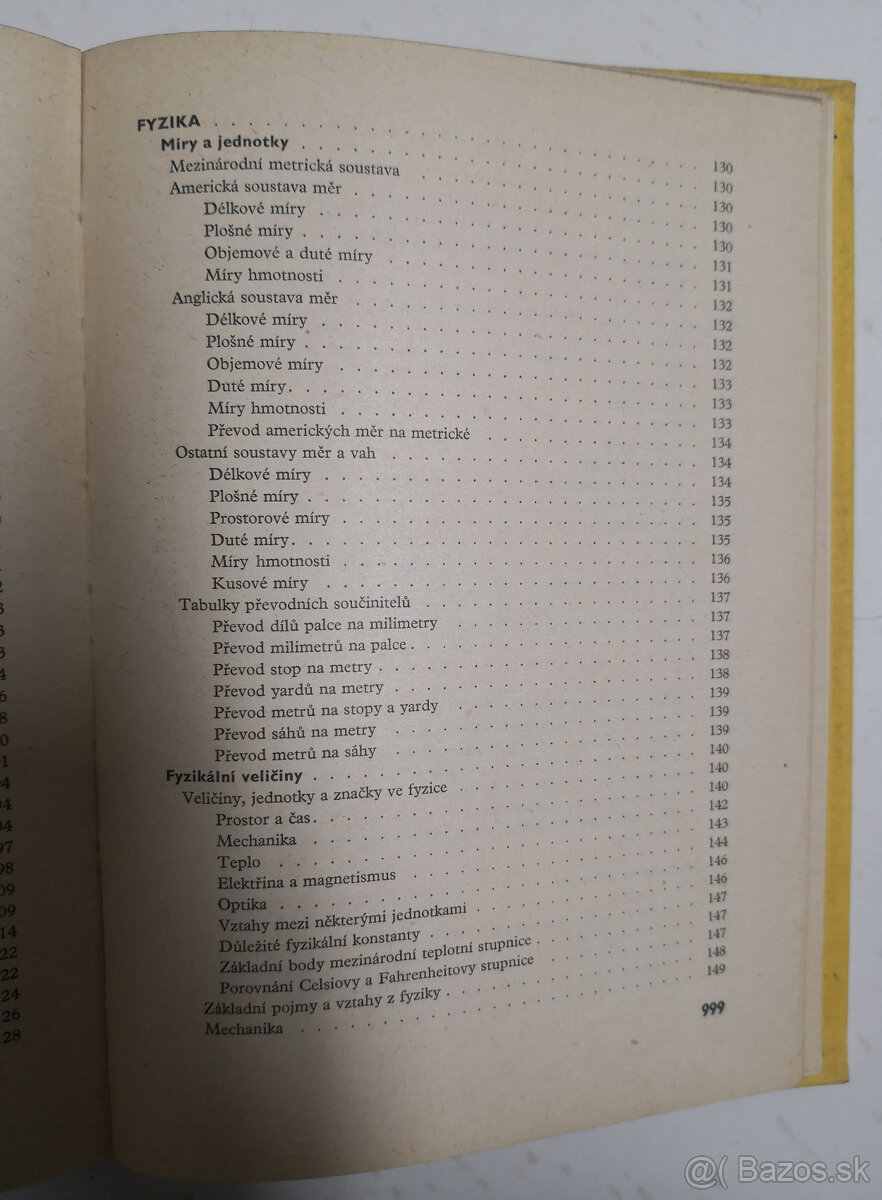 FYZIKA . . . 130
Míry a jednotky . . . 130
Mezinárodní metrická soustava . . . 130
Americká soustava měr . . . 130
Délkové míry . . . 130
Plošné míry . . . 131
Objemové a duté míry . . . 131
Míry hmotnosti . . . 132
Anglická soustava měr . . . 132
Délkové míry . . . 132
Plošné míry . . . 132
Objemové míry . . . 133
Duté míry . . . 133
Míry hmotnosti . . . 133
Převod amerických měr na metrické . . . 134
Ostatní soustavy měr a vah . . . 134
Délkové míry . . . 134
Plošné míry . . . 135
Prostorové míry . . . 135
Duté míry . . . 135
Míry hmotnosti . . . 136
Kusové míry . . . 136
Tabulky převodních součinitelů . . . 137
Převod dílů palce na milimetry . . . 137
Převod milimetrů na palce . . . 137
Převod stop na metry . . . 138
Převod yardů na metry . . . 138
Převod metrů na stopy a yardy . . . 139
Převod sáhů na metry . . . 139
Převod metrů na sáhy . . . 139
Fyzikální veličiny . . . 140
Veličiny, jednotky a značky ve fyzice . . . 140
Prostor a čas . . . 140
Mechanika . . . 142
Teplo . . . 143
Elektřina a magnetismus . . . 144
Optika . . . 146
Vztahy mezi některými jednotkami . . . 146
Důležité fyzikální konstanty . . . 147
Základní body mezinárodní teplotní stupnice . . . 147
Porovnání Celsiovy a Fahrenheitovy stupnice . . . 147
Základní pojmy a vztahy z fyziky . . . 148
Mechanika . . . 149
999
@( Bazos.sk